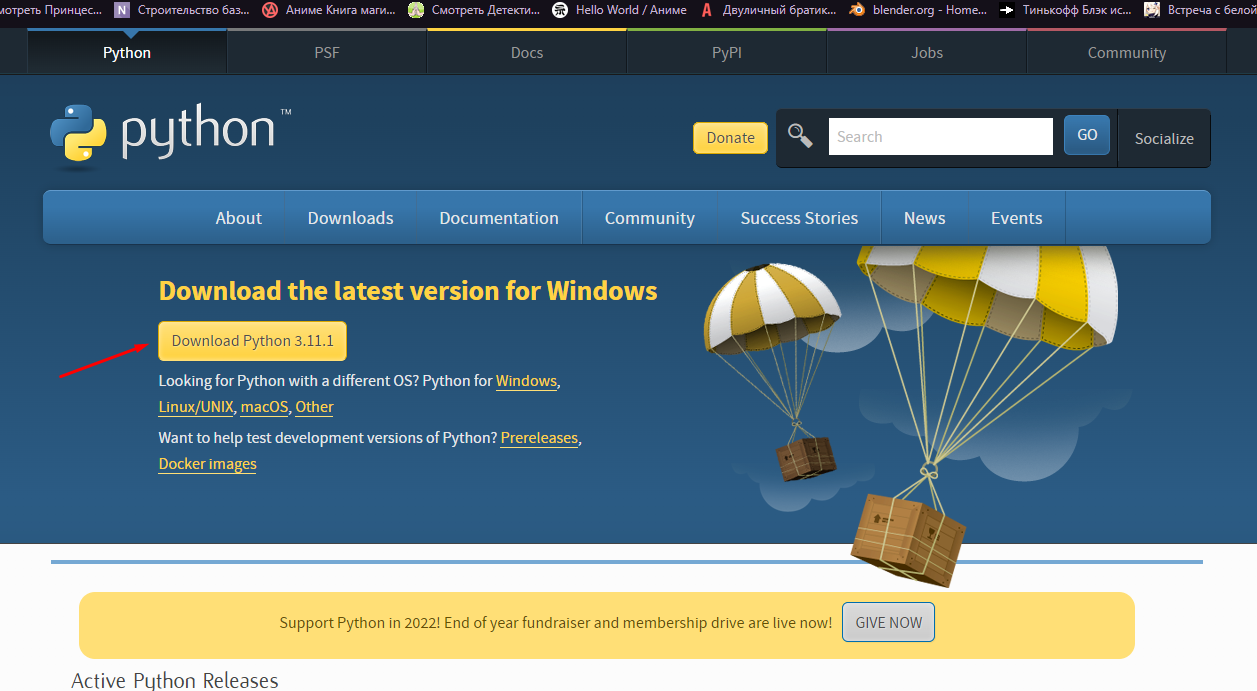 мотреть Принцес... N Строительство баз... Аниме Книга маги... Смотреть Детекти... Hello World / Аниме Двуличный братик... blender.org - Home... Тинькофф Блэк ис... Встреча с белой
Python PSF Docs PyPI Jobs Community
python™
Donate Search GO Socialize
About Downloads Documentation Community Success Stories News Events
Download the latest version for Windows
Download Python 3.11.1
Looking for Python with a different OS? Python for Windows,
Linux/UNIX, macOS, Other
Want to help test development versions of Python? Prereleases,
Docker images
Support Python in 2022! End of year fundraiser and membership drive are live now! GIVE NOW
Active Python Releases